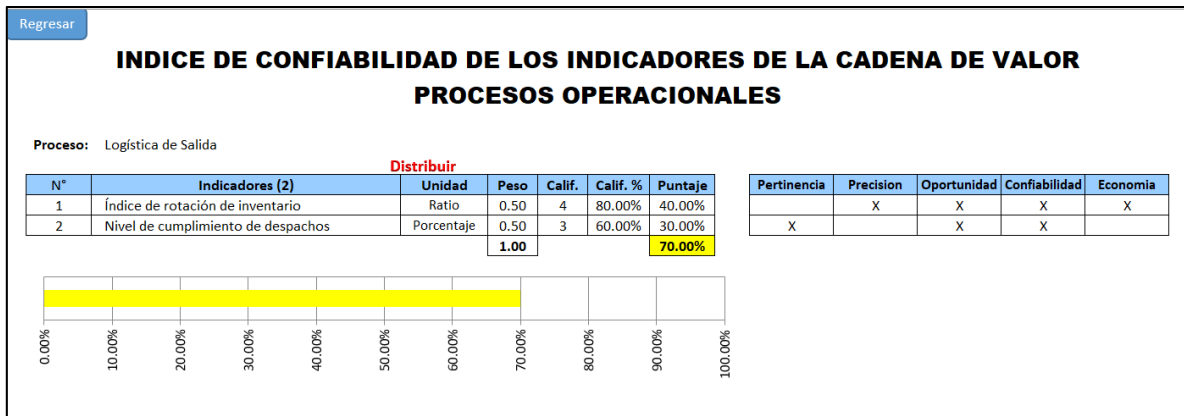 Regresar
INDICE DE CONFIABILIDAD DE LOS INDICADORES DE LA CADENA DE VALOR
PROCESOS OPERACIONALES
Proceso: Logística de Salida
Distribuir
N° Indicadores (2) Unidad Peso Calif. Calif. % Puntaje Pertinencia Precision Oportunidad Confiabilidad Economia
1 Índice de rotación de inventario Ratio 0.50 4 80.00% 40.00% X X X X
2 Nivel de cumplimiento de despachos Porcentaje 0.50 3 60.00% 30.00% X X X
1.00 70.00%
0.00% 10.00% 20.00% 30.00% 40.00% 50.00% 60.00% 70.00% 80.00% 90.00% 100.00%